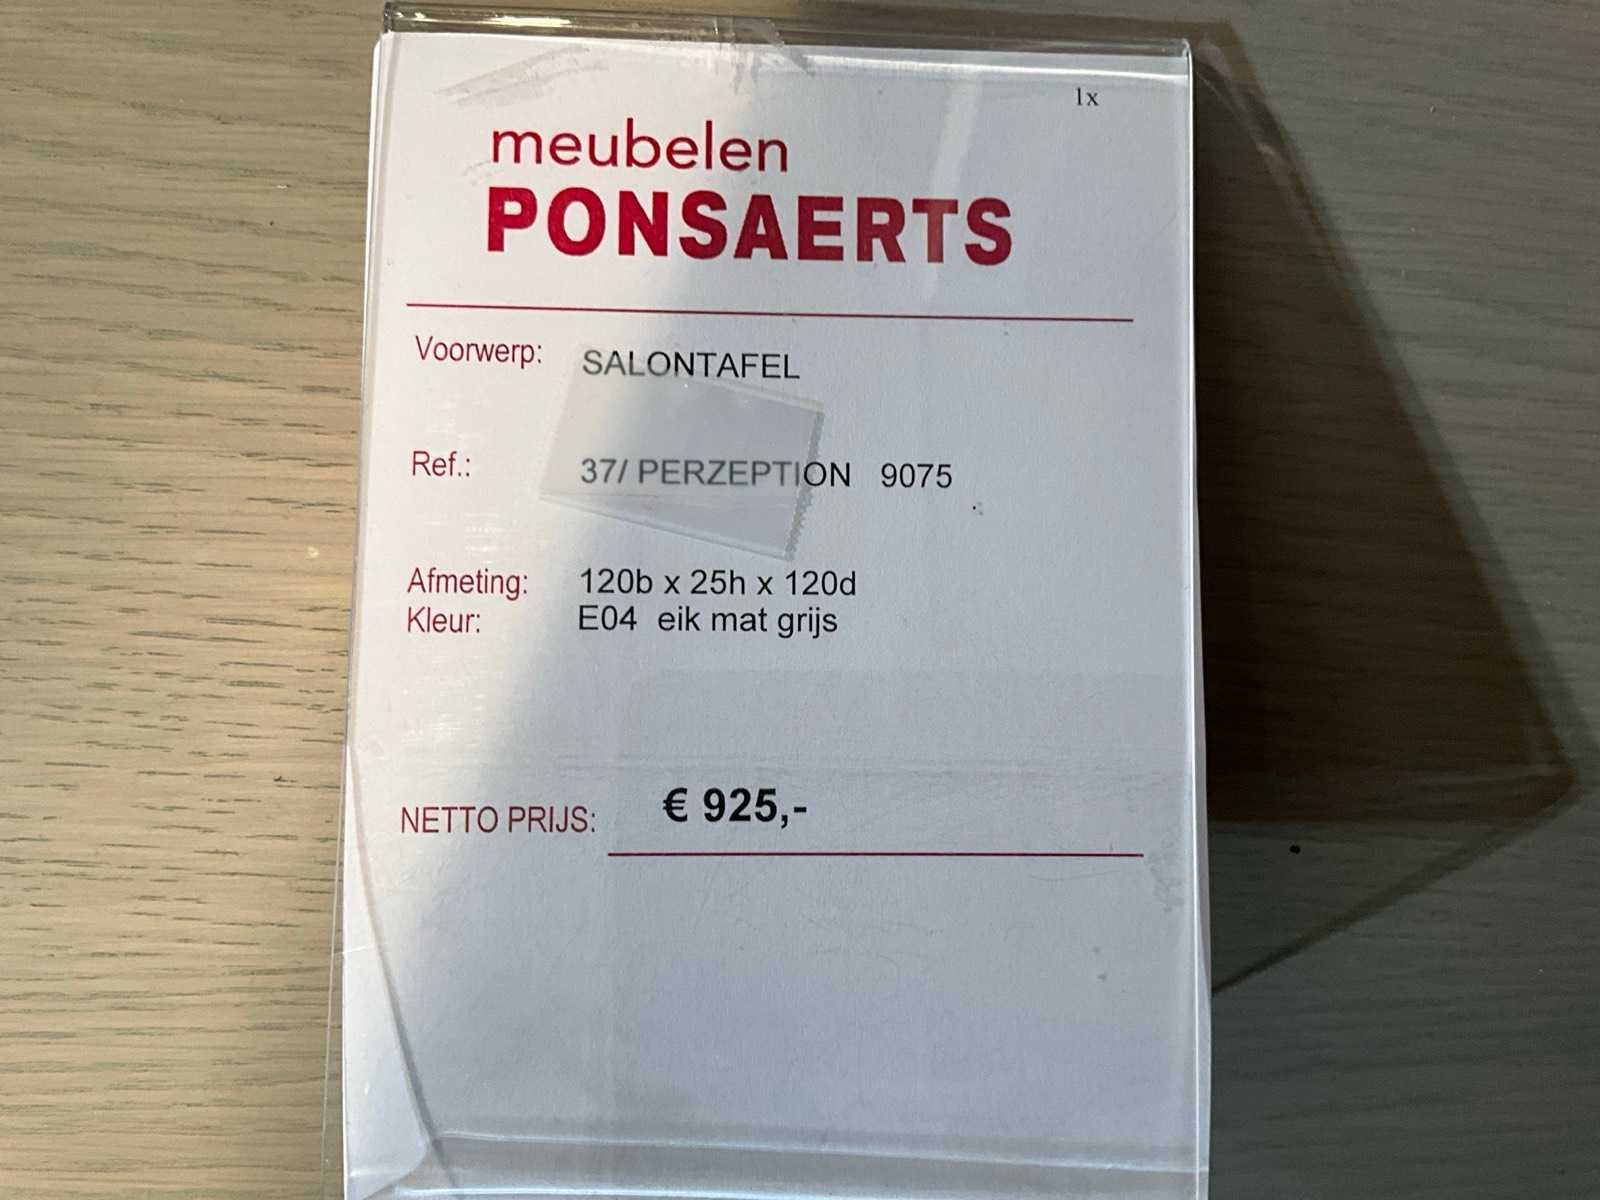 1x
meubelen
PONSAERTS
Voorwerp: SALONTAFEL
Ref.: 37/ PERZEPTION 9075
Afmeting: 120b x 25h x 120d
Kleur: E04 eik mat grijs
NETTO PRIJS: € 925,-